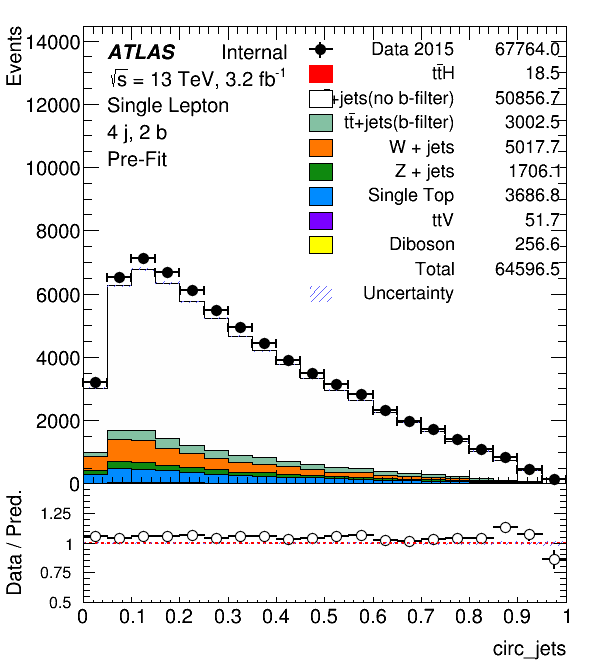 Events
14000
12000
10000
8000
6000
4000
2000
0
ATLAS Internal
√s = 13 TeV, 3.2 fb⁻¹
Single Lepton
4 j, 2 b
Pre-Fit
Data 2015 67764.0
tt̄H 18.5
+jets(no b-filter) 50856.7
tt̄+jets(b-filter) 3002.5
W + jets 5017.7
Z + jets 1706.1
Single Top 3686.8
ttV 51.7
Diboson 256.6
Total 64596.5
Uncertainty
Data / Pred.
1.25
1
0.75
0.5
0 0.1 0.2 0.3 0.4 0.5 0.6 0.7 0.8 0.9 1
circ_jets